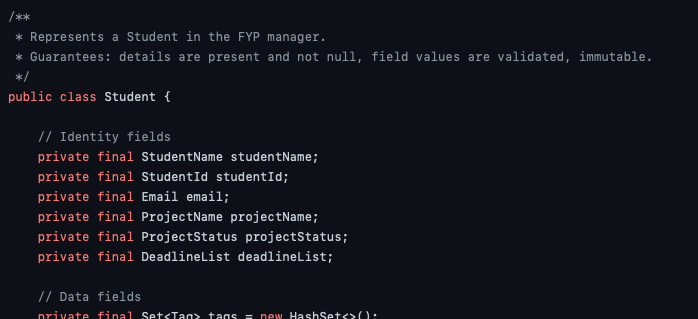 /**
 * Represents a Student in the FYP manager.
 * Guarantees: details are present and not null, field values are validated, immutable.
 */
public class Student {
// Identity fields
private final StudentName studentName;
private final StudentId studentId;
private final Email email;
private final ProjectName projectName;
private final ProjectStatus projectStatus;
private final DeadlineList deadlineList;
// Data fields
private final Set<Tag> tags = new HashSet<>();